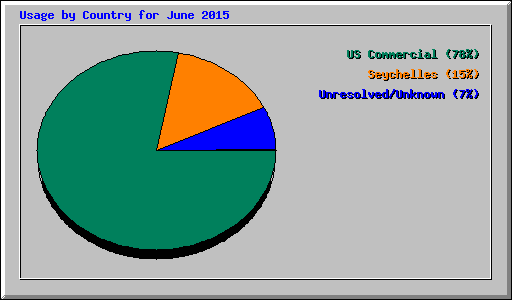 Usage by Country for June 2015
US Commercial (78%)
Seychelles (15%)
Unresolved/Unknown (7%)